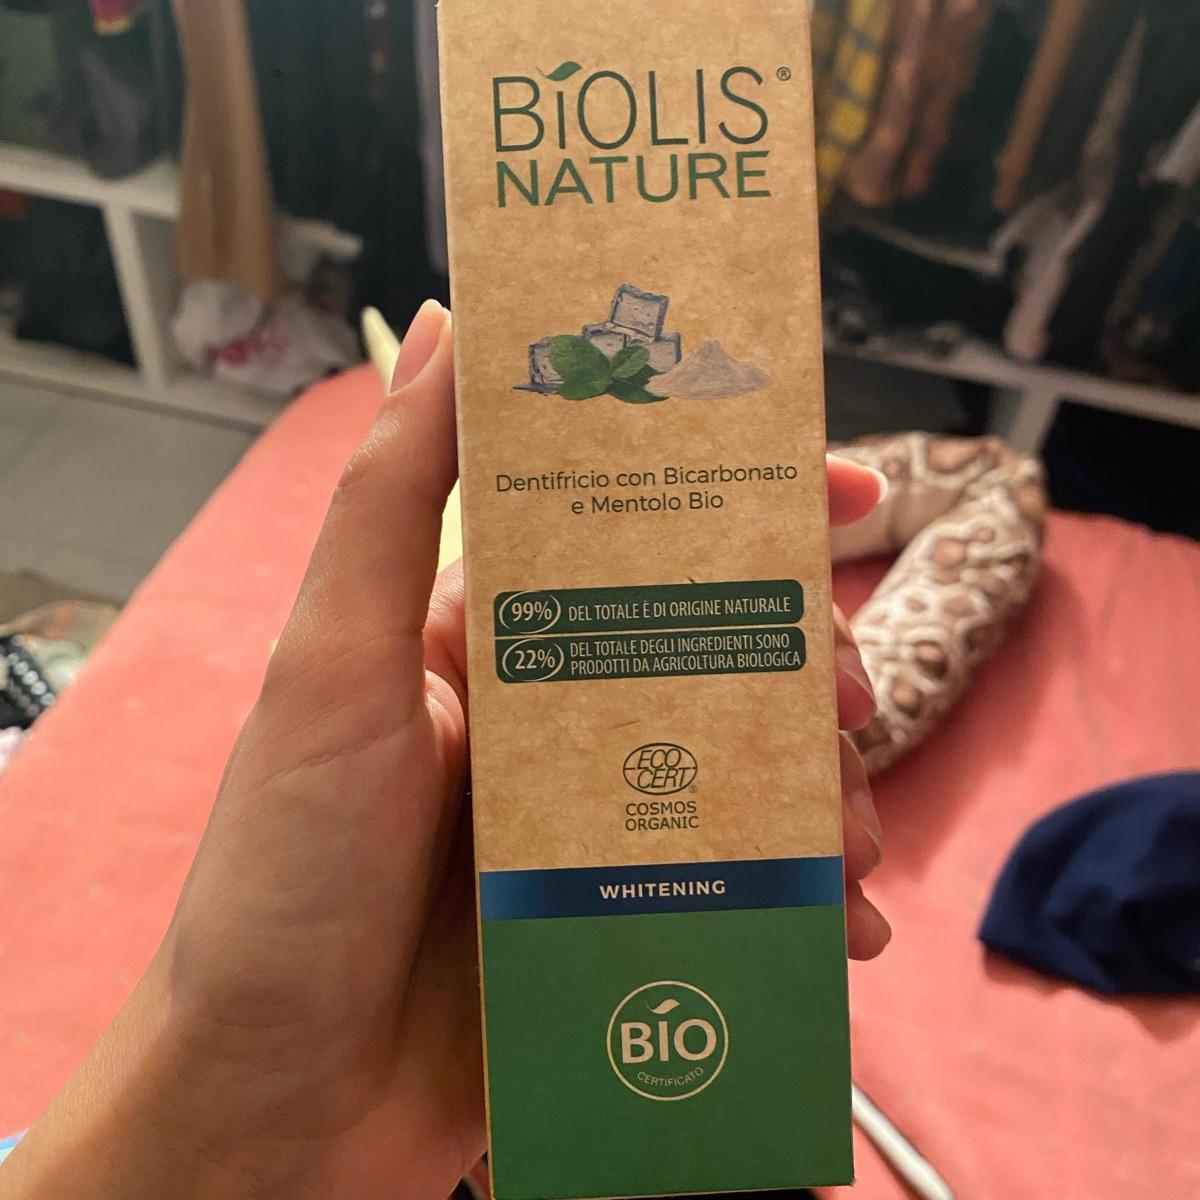 BIOLIS®
NATURE
Dentifricio con Bicarbonato
e Mentolo Bio
99% DEL TOTALE È DI ORIGINE NATURALE
22% DEL TOTALE DEGLI INGREDIENTI SONO
PRODOTTI DA AGRICOLTURA BIOLOGICA
ECO
CERT®
COSMOS
ORGANIC
WHITENING
BIO
CERTIFICATO